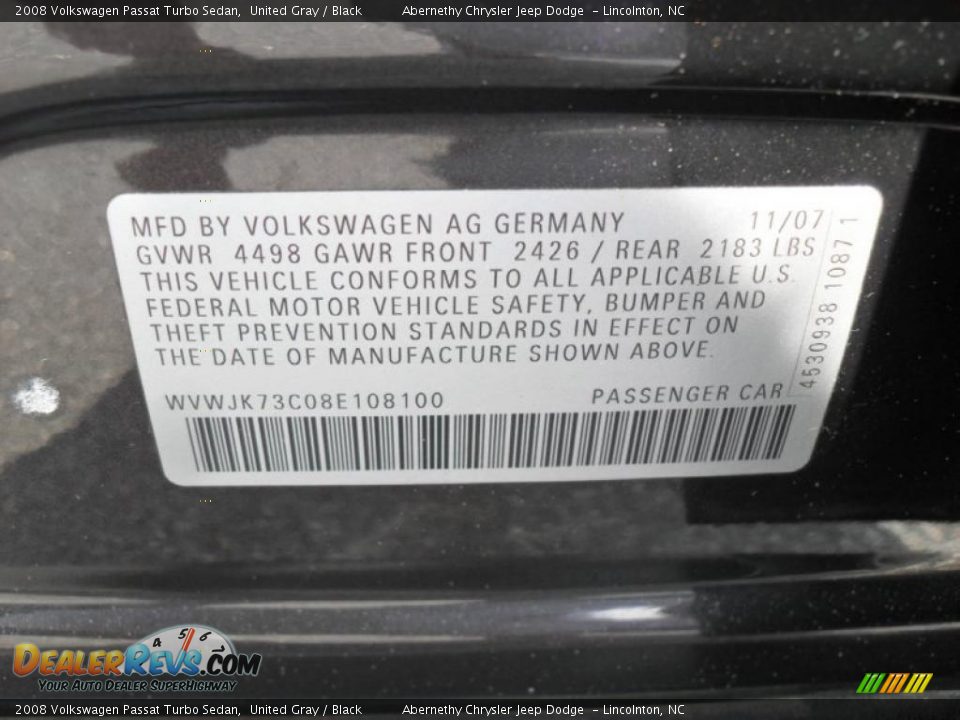 2008 Volkswagen Passat Turbo Sedan, United Gray / Black Abernethy Chrysler Jeep Dodge - Lincolnton, NC
MFD BY VOLKSWAGEN AG GERMANY 11/07
GVWR 4498 GAWR FRONT 2426 / REAR 2183 LBS
THIS VEHICLE CONFORMS TO ALL APPLICABLE U.S.
FEDERAL MOTOR VEHICLE SAFETY, BUMPER AND
THEFT PREVENTION STANDARDS IN EFFECT ON
THE DATE OF MANUFACTURE SHOWN ABOVE.
WVWJK73C08E108100 PASSENGER CAR
4530938 1087 1
4 5 6 7
DEALERREVS.COM
YOUR AUTO DEALER SUPERHIGHWAY
2008 Volkswagen Passat Turbo Sedan, United Gray / Black Abernethy Chrysler Jeep Dodge - Lincolnton, NC